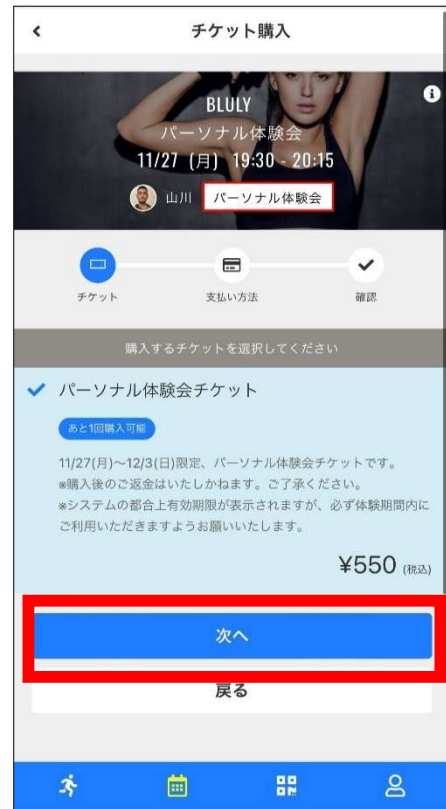 チケット購入
BLULY
パーソナル体験会
11/27 (月) 19:30 - 20:15
山川 パーソナル体験会
チケット 支払い方法 確認
購入するチケットを選択してください
パーソナル体験会チケット
あと1回購入可能
11/27(月)～12/3(日)限定、パーソナル体験会チケットです。
※購入後のご返金はいたしかねます。ご了承ください。
※システムの都合上有効期限が表示されますが、必ず体験期間内に
ご利用いただきますようお願いいたします。
¥550 (税込)
次へ
戻る